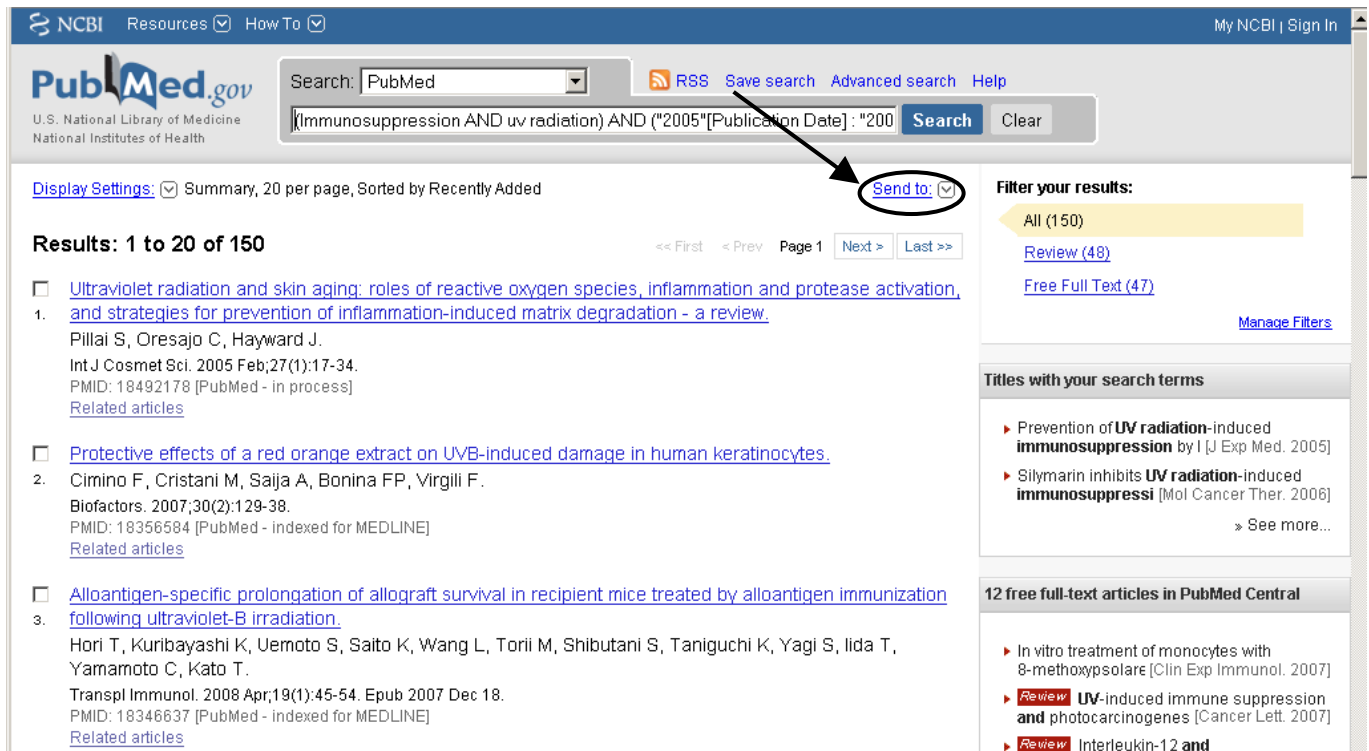 NCBI Resources How To My NCBI | Sign In
PubMed.gov
U.S. National Library of Medicine
National Institutes of Health
Search: PubMed
RSS Save search Advanced search Help
(Immunosuppression AND uv radiation) AND ("2005"[Publication Date] : "200
Search Clear
Display Settings: Summary, 20 per page, Sorted by Recently Added
Send to:
Results: 1 to 20 of 150
<< First < Prev Page 1 Next > Last >>
1. Ultraviolet radiation and skin aging: roles of reactive oxygen species, inflammation and protease activation,
and strategies for prevention of inflammation-induced matrix degradation - a review.
Pillai S, Oresajo C, Hayward J.
Int J Cosmet Sci. 2005 Feb;27(1):17-34.
PMID: 18492178 [PubMed - in process]
Related articles
2. Protective effects of a red orange extract on UVB-induced damage in human keratinocytes.
Cimino F, Cristani M, Saija A, Bonina FP, Virgili F.
Biofactors. 2007;30(2):129-38.
PMID: 18356584 [PubMed - indexed for MEDLINE]
Related articles
3. Alloantigen-specific prolongation of allograft survival in recipient mice treated by alloantigen immunization
following ultraviolet-B irradiation.
Hori T, Kuribayashi K, Uemoto S, Saito K, Wang L, Torii M, Shibutani S, Taniguchi K, Yagi S, Iida T,
Yamamoto C, Kato T.
Transpl Immunol. 2008 Apr;19(1):45-54. Epub 2007 Dec 18.
PMID: 18346637 [PubMed - indexed for MEDLINE]
Related articles
Filter your results:
All (150)
Review (48)
Free Full Text (47)
Manage Filters
Titles with your search terms
Prevention of UV radiation-induced
immunosuppression by I [J Exp Med. 2005]
Silymarin inhibits UV radiation-induced
immunosuppressi [Mol Cancer Ther. 2006]
» See more...
12 free full-text articles in PubMed Central
In vitro treatment of monocytes with
8-methoxypsolare [Clin Exp Immunol. 2007]
Review UV-induced immune suppression
and photocarcinogenes [Cancer Lett. 2007]
Review Interleukin-12 and